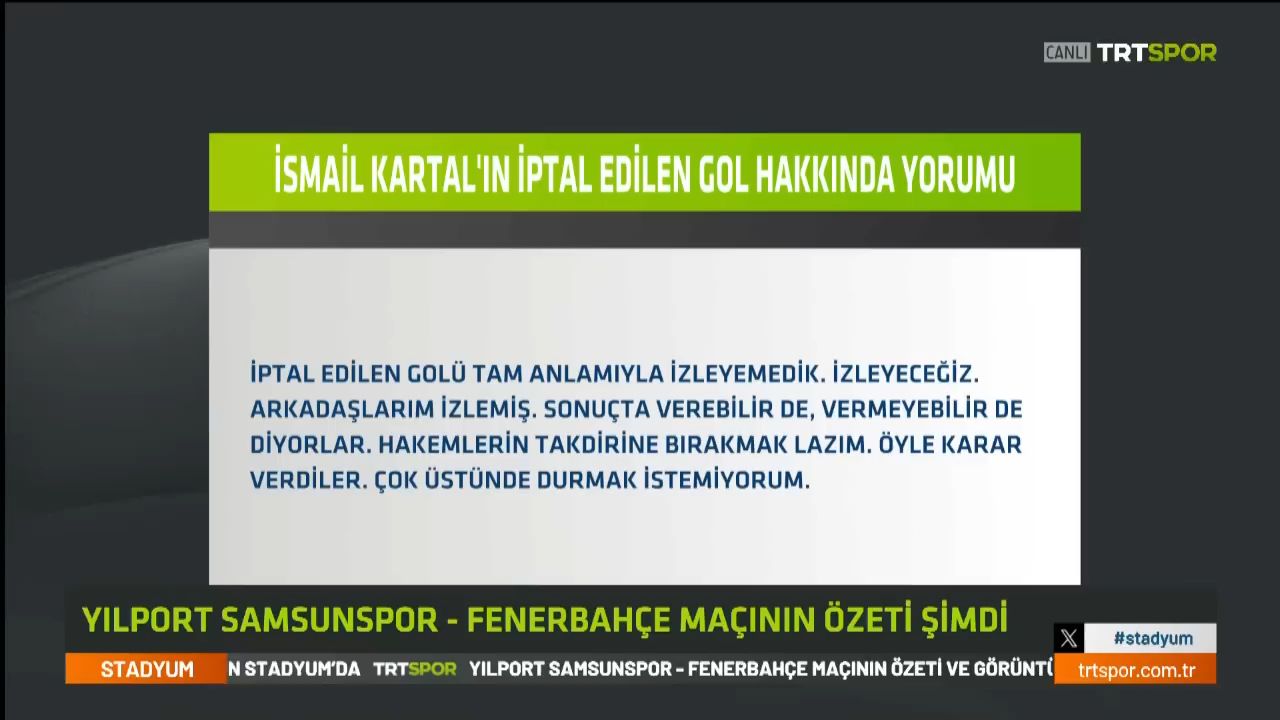 CANLI TRTSPOR
İSMAİL KARTAL'IN İPTAL EDİLEN GOL HAKKINDA YORUMU
İPTAL EDİLEN GOLÜ TAM ANLAMIYLA İZLEYEMEDİK. İZLEYECEĞİZ.
ARKADAŞLARIM İZLEMİŞ. SONUÇTA VEREBİLİR DE, VERMEYEBİLİR DE
DİYORLAR. HAKEMLERİN TAKDİRİNE BIRAKMAK LAZIM. ÖYLE KARAR
VERDİLER. ÇOK ÜSTÜNDE DURMAK İSTEMİYORUM.
YILPORT SAMSUNSPOR - FENERBAHÇE MAÇININ ÖZETİ ŞİMDİ
X #stadyum
STADYUM N STADYUM'DA TRTSPOR YILPORT SAMSUNSPOR - FENERBAHÇE MAÇININ ÖZETİ VE GÖRÜNTÜ trtspor.com.tr